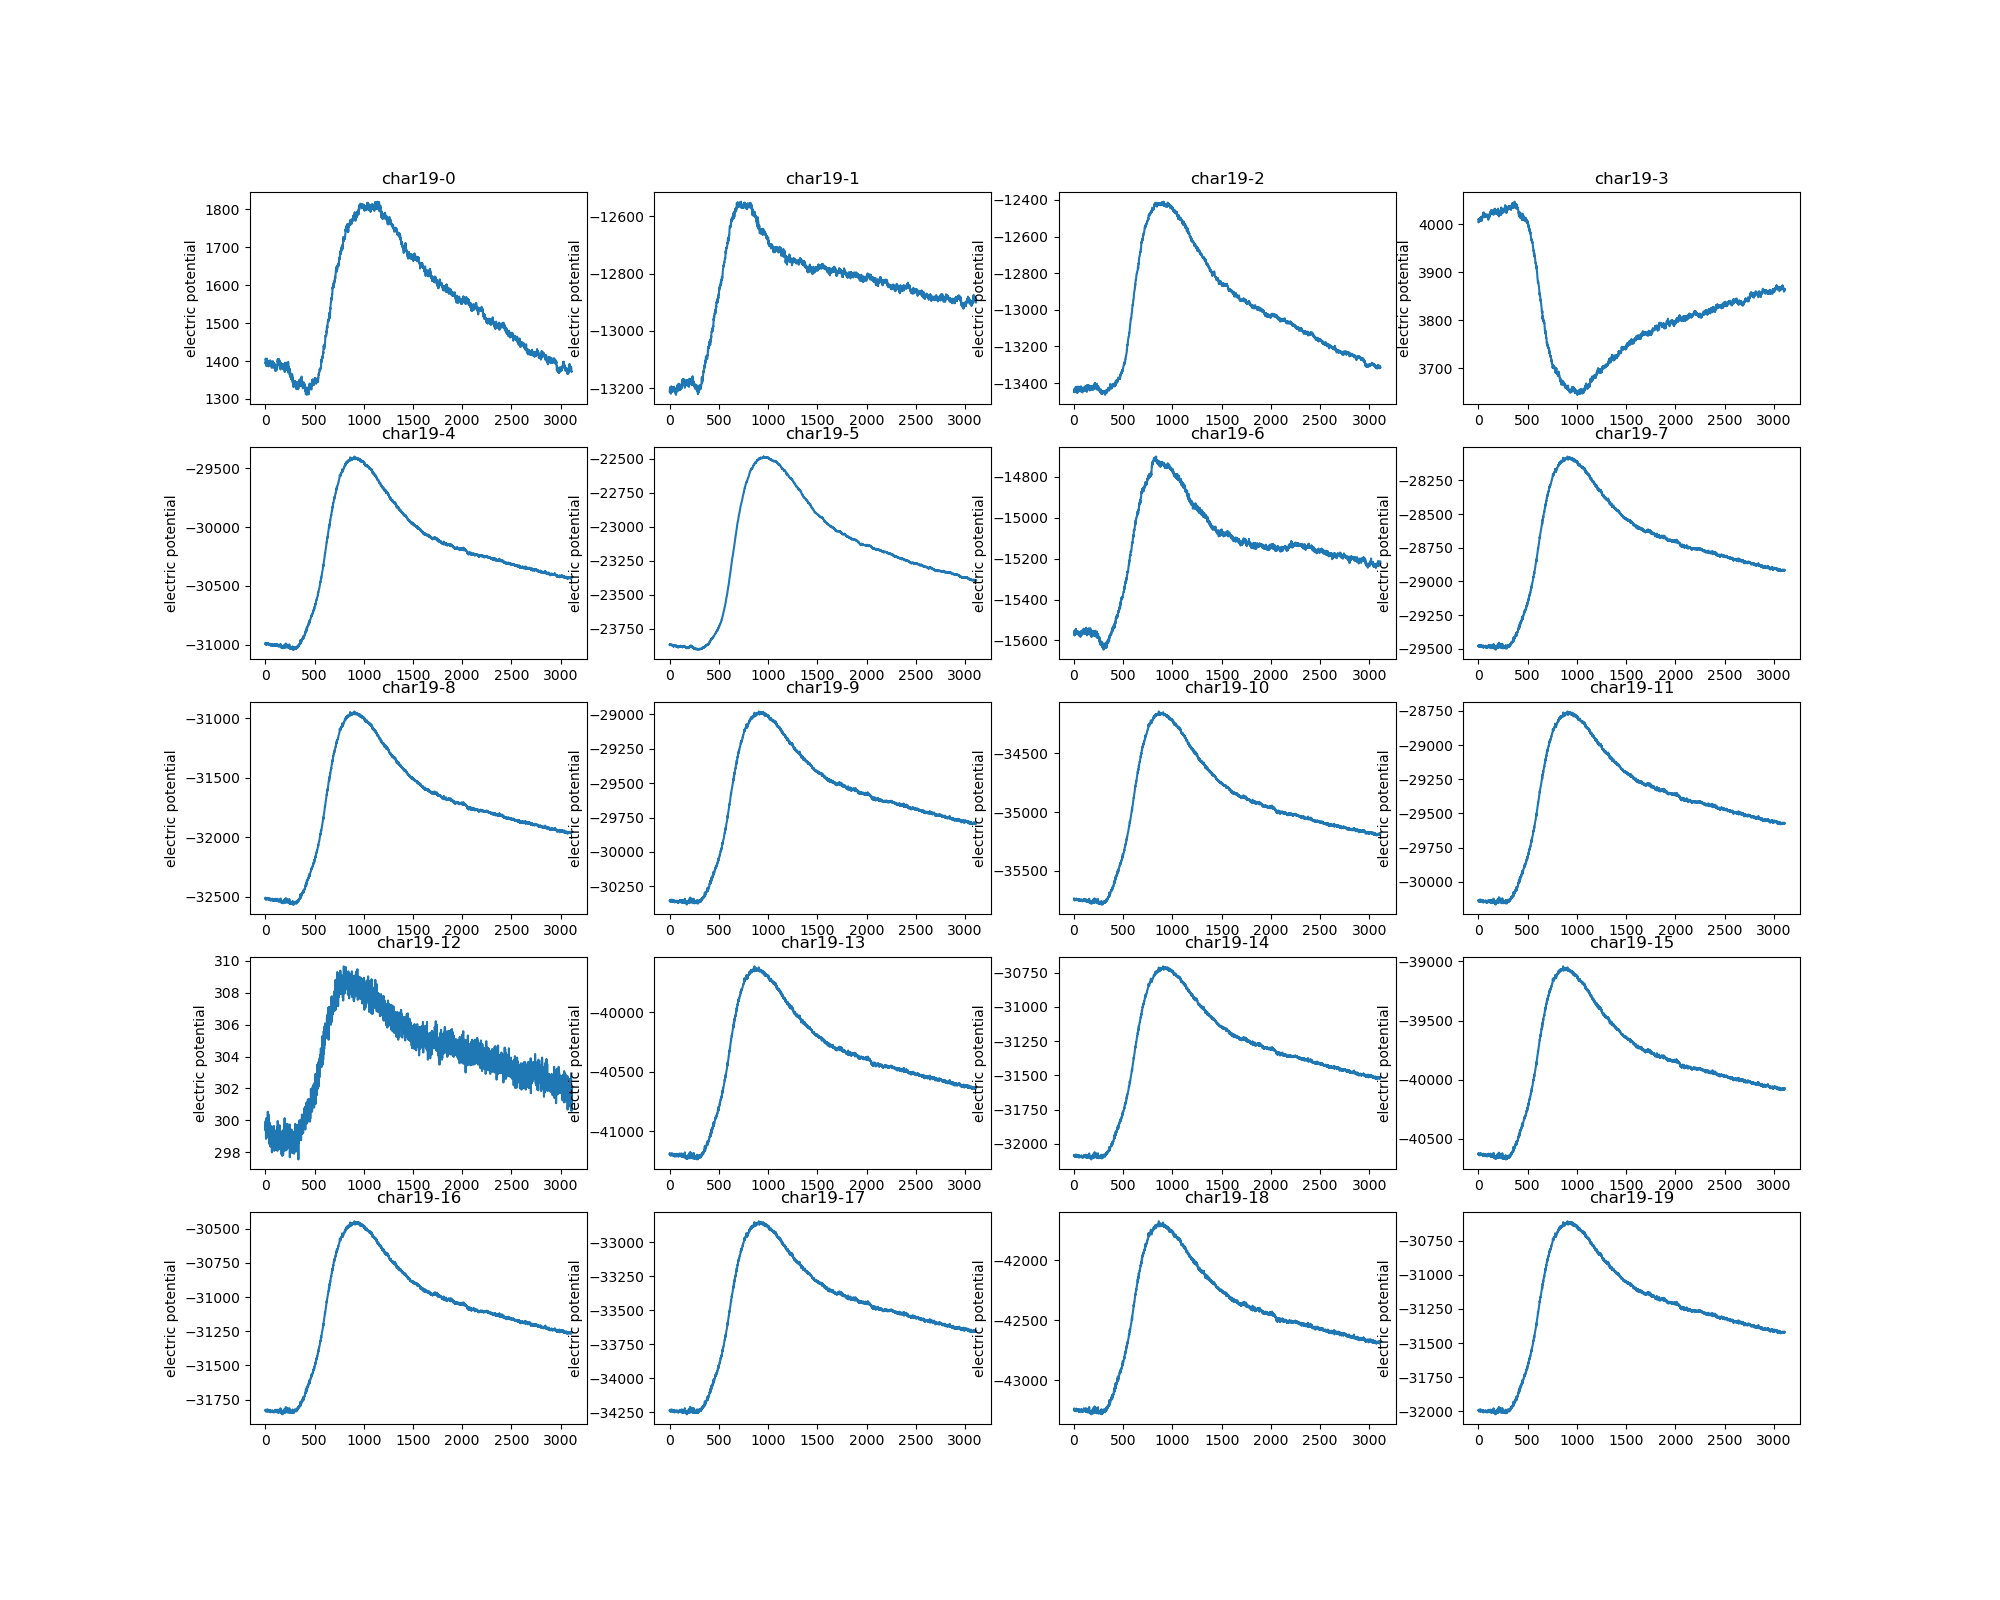 char19-0 char19-1 char19-2 char19-3
1800
1700
1600
1500
1400
1300
electric potential
0 500 1000 1500 2000 2500 3000
−12600
−12800
−13000
−13200
electric potential
0 500 1000 1500 2000 2500 3000
−12400
−12600
−12800
−13000
−13200
−13400
electric potential
0 500 1000 1500 2000 2500 3000
4000
3900
3800
3700
electric potential
0 500 1000 1500 2000 2500 3000
char19-4 char19-5 char19-6 char19-7
−29500
−30000
−30500
−31000
electric potential
0 500 1000 1500 2000 2500 3000
−22500
−22750
−23000
−23250
−23500
−23750
electric potential
0 500 1000 1500 2000 2500 3000
−14800
−15000
−15200
−15400
−15600
electric potential
0 500 1000 1500 2000 2500 3000
−28250
−28500
−28750
−29000
−29250
−29500
electric potential
0 500 1000 1500 2000 2500 3000
char19-8 char19-9 char19-10 char19-11
−31000
−31500
−32000
−32500
electric potential
0 500 1000 1500 2000 2500 3000
−29000
−29250
−29500
−29750
−30000
−30250
electric potential
0 500 1000 1500 2000 2500 3000
−34500
−35000
−35500
electric potential
0 500 1000 1500 2000 2500 3000
−28750
−29000
−29250
−29500
−29750
−30000
electric potential
0 500 1000 1500 2000 2500 3000
char19-12 char19-13 char19-14 char19-15
310
308
306
304
302
300
298
electric potential
0 500 1000 1500 2000 2500 3000
−40000
−40500
−41000
electric potential
0 500 1000 1500 2000 2500 3000
−30750
−31000
−31250
−31500
−31750
−32000
electric potential
0 500 1000 1500 2000 2500 3000
−39000
−39500
−40000
−40500
electric potential
0 500 1000 1500 2000 2500 3000
char19-16 char19-17 char19-18 char19-19
−30500
−30750
−31000
−31250
−31500
−31750
electric potential
0 500 1000 1500 2000 2500 3000
−33000
−33250
−33500
−33750
−34000
−34250
electric potential
0 500 1000 1500 2000 2500 3000
−42000
−42500
−43000
electric potential
0 500 1000 1500 2000 2500 3000
−30750
−31000
−31250
−31500
−31750
−32000
electric potential
0 500 1000 1500 2000 2500 3000